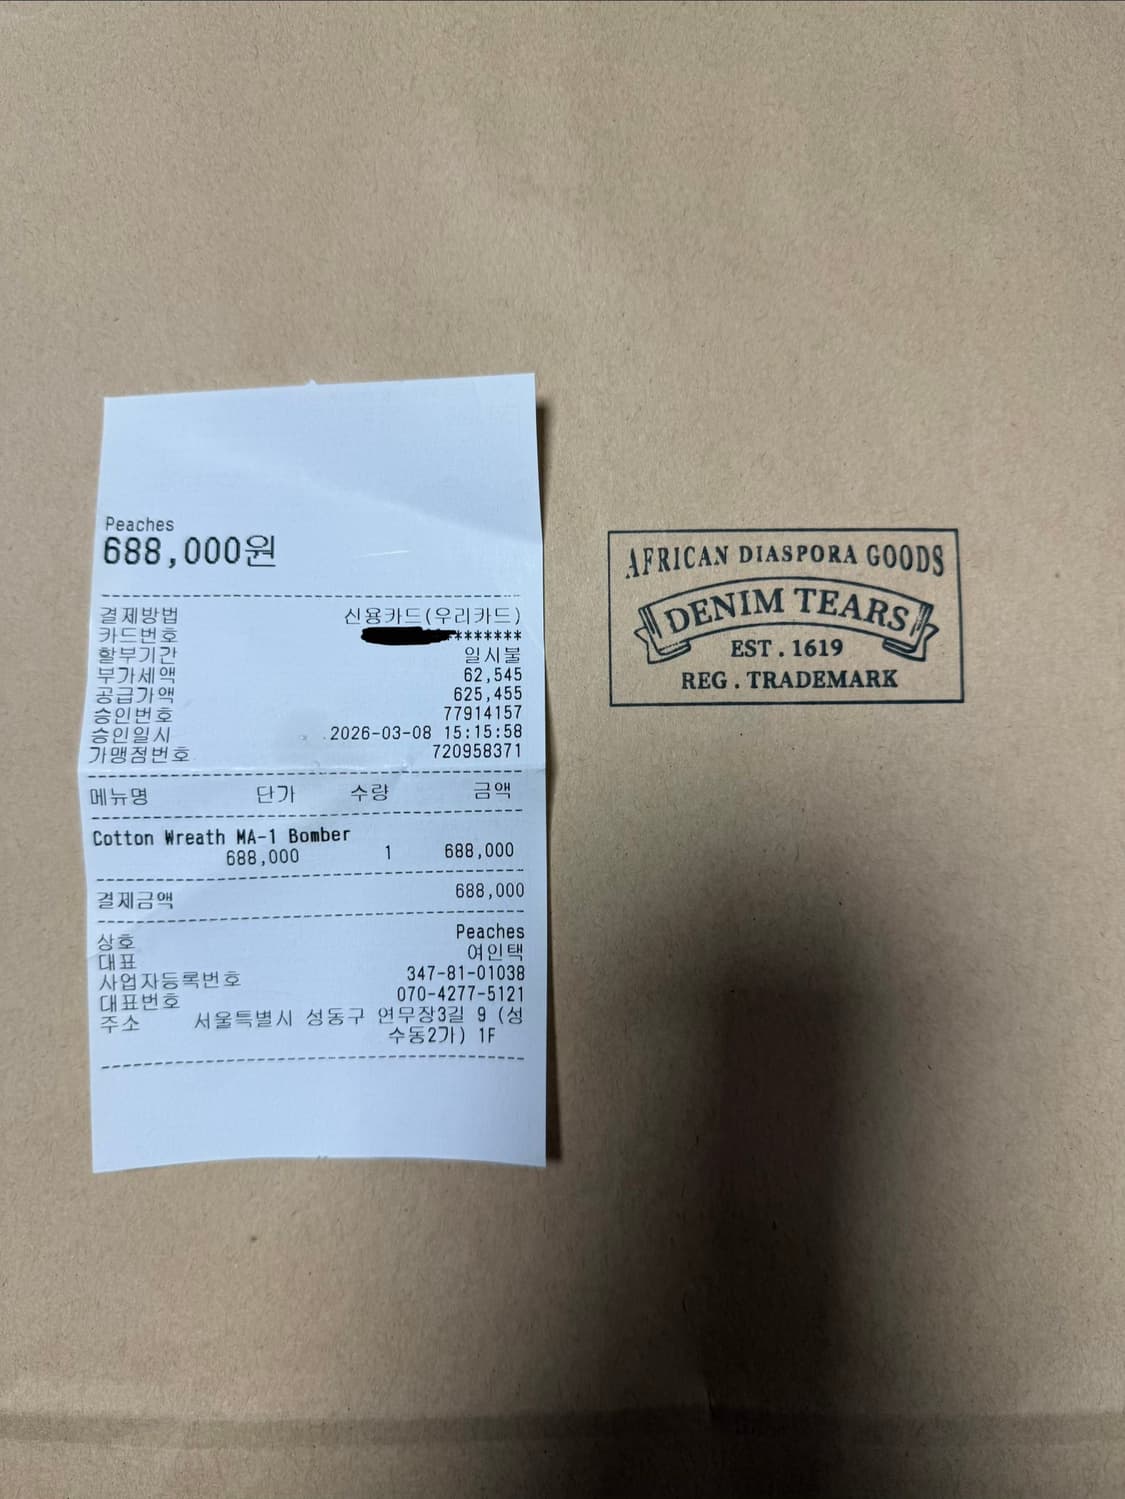 Peaches
688,000원
결제방법 신용카드(우리카드)
카드번호 *******
할부기간 일시불
부가세액 62,545
공급가액 625,455
승인번호 77914157
승인일시 2026-03-08 15:15:58
가맹점번호 720958371
메뉴명 단가 수량 금액
Cotton Wreath MA-1 Bomber
688,000 1 688,000
결제금액 688,000
상호 Peaches
대표 여인택
사업자등록번호 347-81-01038
대표번호 070-4277-5121
주소 서울특별시 성동구 연무장3길 9 (성
수동2가) 1F
AFRICAN DIASPORA GOODS
DENIM TEARS
EST . 1619
REG . TRADEMARK